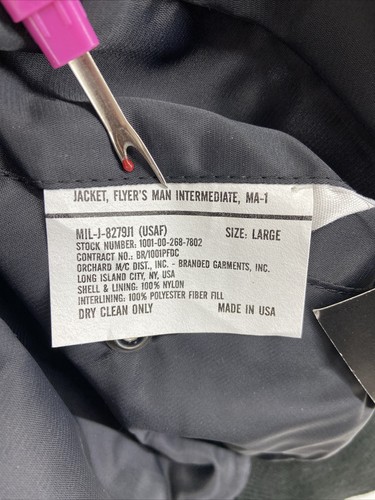 JACKET, FLYER'S MAN INTERMEDIATE, MA-1
MIL-J-8279J1 (USAF) SIZE: LARGE
STOCK NUMBER: 1001-00-268-7802
CONTRACT NO.: BR/1001PFDC
ORCHARD M/C DIST., INC. - BRANDED GARMENTS, INC.
LONG ISLAND CITY, NY, USA
SHELL & LINING: 100% NYLON
INTERLINING: 100% POLYESTER FIBER FILL
DRY CLEAN ONLY MADE IN USA